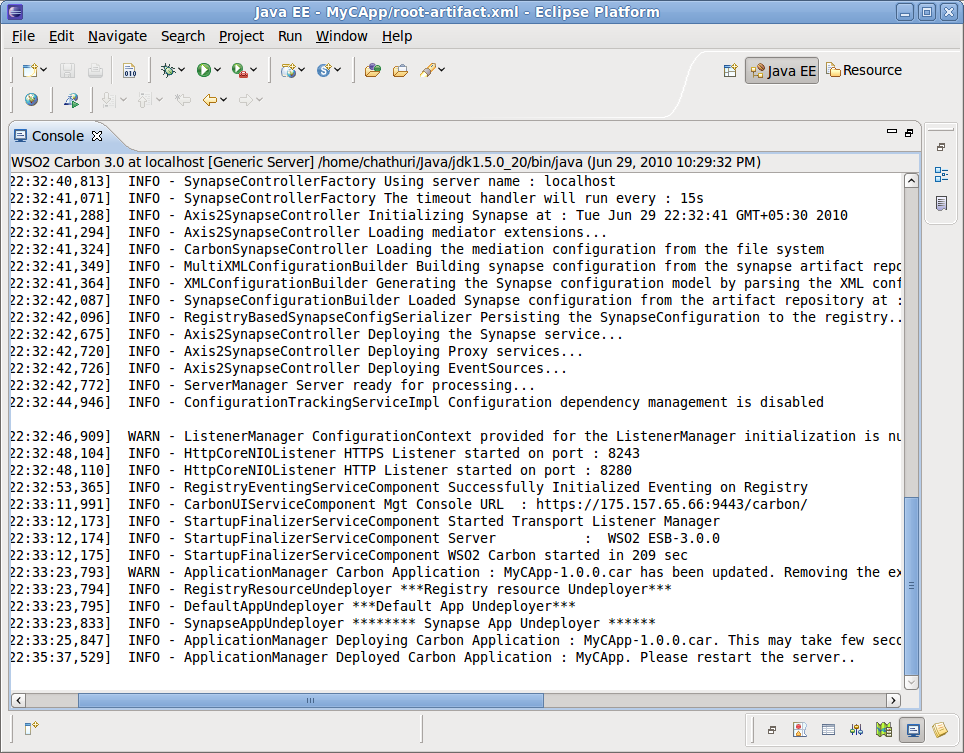 Java EE - MyCApp/root-artifact.xml - Eclipse Platform
File Edit Navigate Search Project Run Window Help
Java EE Resource
Console
WSO2 Carbon 3.0 at localhost [Generic Server] /home/chathuri/Java/jdk1.5.0_20/bin/java (Jun 29, 2010 10:29:32 PM)
22:32:40,813]  INFO - SynapseControllerFactory Using server name : localhost
22:32:41,071]  INFO - SynapseControllerFactory The timeout handler will run every : 15s
22:32:41,288]  INFO - Axis2SynapseController Initializing Synapse at : Tue Jun 29 22:32:41 GMT+05:30 2010
22:32:41,294]  INFO - Axis2SynapseController Loading mediator extensions...
22:32:41,324]  INFO - CarbonSynapseController Loading the mediation configuration from the file system
22:32:41,349]  INFO - MultiXMLConfigurationBuilder Building synapse configuration from the synapse artifact repo
22:32:41,364]  INFO - XMLConfigurationBuilder Generating the Synapse configuration model by parsing the XML conf
22:32:42,087]  INFO - SynapseConfigurationBuilder Loaded Synapse configuration from the artifact repository at :
22:32:42,096]  INFO - RegistryBasedSynapseConfigSerializer Persisting the SynapseConfiguration to the registry..
22:32:42,675]  INFO - Axis2SynapseController Deploying the Synapse service...
22:32:42,720]  INFO - Axis2SynapseController Deploying Proxy services...
22:32:42,726]  INFO - Axis2SynapseController Deploying EventSources...
22:32:42,772]  INFO - ServerManager Server ready for processing...
22:32:44,946]  INFO - ConfigurationTrackingServiceImpl Configuration dependency management is disabled
22:32:46,909]  WARN - ListenerManager ConfigurationContext provided for the ListenerManager initialization is nu
22:32:48,104]  INFO - HttpCoreNIOListener HTTPS Listener started on port : 8243
22:32:48,110]  INFO - HttpCoreNIOListener HTTP Listener started on port : 8280
22:32:53,365]  INFO - RegistryEventingServiceComponent Successfully Initialized Eventing on Registry
22:33:11,991]  INFO - CarbonUIServiceComponent Mgt Console URL  : https://175.157.65.66:9443/carbon/
22:33:12,173]  INFO - StartupFinalizerServiceComponent Started Transport Listener Manager
22:33:12,174]  INFO - StartupFinalizerServiceComponent Server           :  WSO2 ESB-3.0.0
22:33:12,175]  INFO - StartupFinalizerServiceComponent WSO2 Carbon started in 209 sec
22:33:23,793]  WARN - ApplicationManager Carbon Application : MyCApp-1.0.0.car has been updated. Removing the ex
22:33:23,794]  INFO - RegistryResourceUndeployer ***Registry resource Undeployer***
22:33:23,795]  INFO - DefaultAppUndeployer ***Default App Undeployer***
22:33:23,833]  INFO - SynapseAppUndeployer ******** Synapse App Undeployer ******
22:33:25,847]  INFO - ApplicationManager Deploying Carbon Application : MyCApp-1.0.0.car. This may take few seco
22:35:37,529]  INFO - ApplicationManager Deployed Carbon Application : MyCApp. Please restart the server..